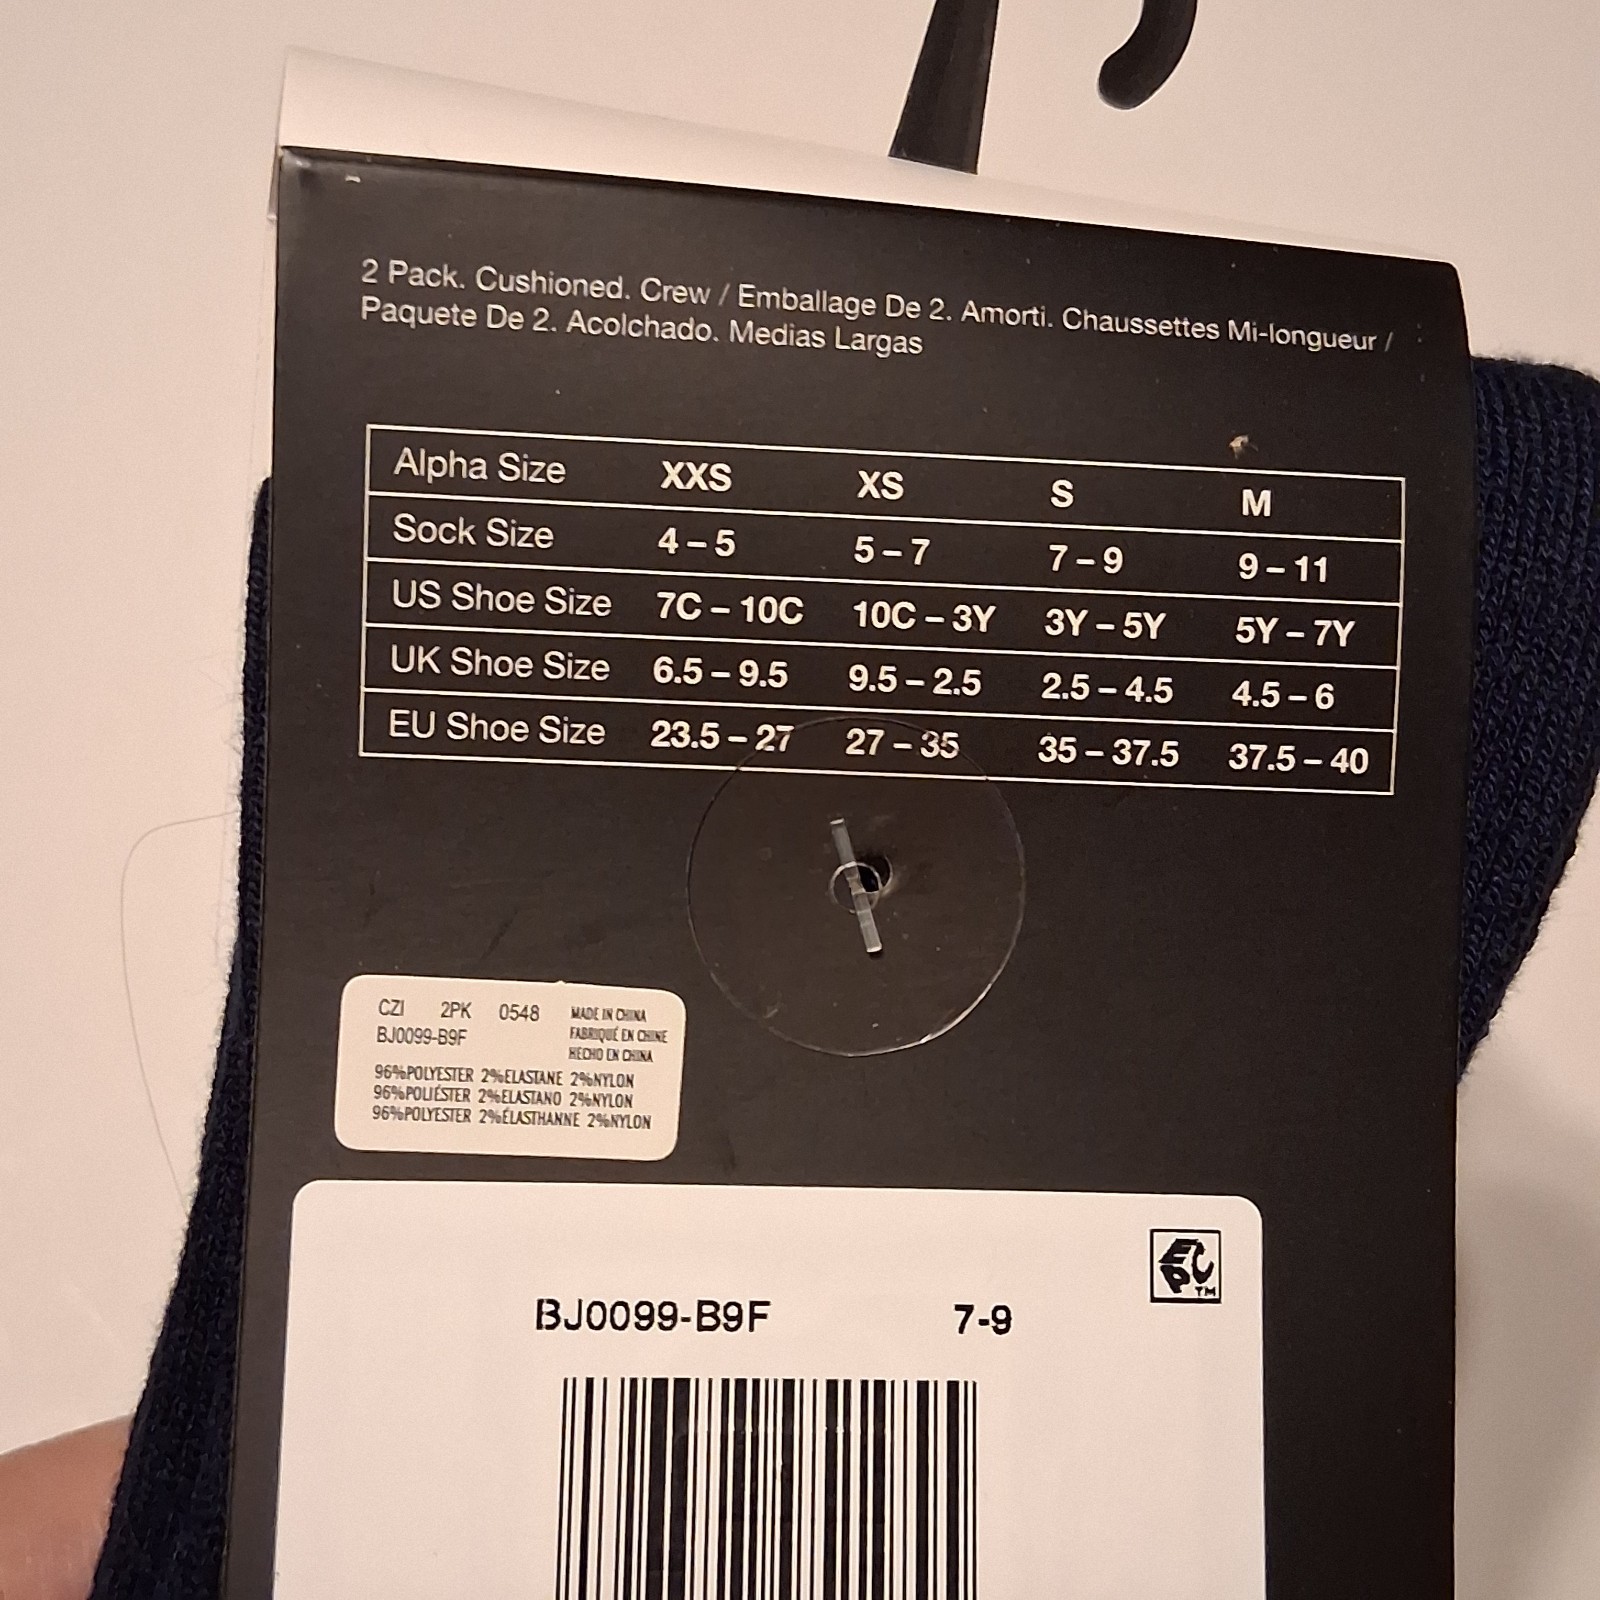 2 Pack. Cushioned. Crew / Emballage De 2. Amorti. Chaussettes Mi-longueur /
Paquete De 2. Acolchado. Medias Largas
Alpha Size XXS XS S M
Sock Size 4 – 5 5 – 7 7 – 9 9 – 11
US Shoe Size 7C – 10C 10C – 3Y 3Y – 5Y 5Y – 7Y
UK Shoe Size 6.5 – 9.5 9.5 – 2.5 2.5 – 4.5 4.5 – 6
EU Shoe Size 23.5 – 27 27 – 35 35 – 37.5 37.5 – 40
CZI 2PK 0548 MADE IN CHINA
BJ0099-B9F FABRIQUÉ EN CHINE
HECHO EN CHINA
96%POLYESTER 2%ELASTANE 2%NYLON
96%POLIÉSTER 2%ELASTANO 2%NYLON
96%POLYESTER 2%ÉLASTHANNE 2%NYLON
EPC TM
BJ0099-B9F 7-9